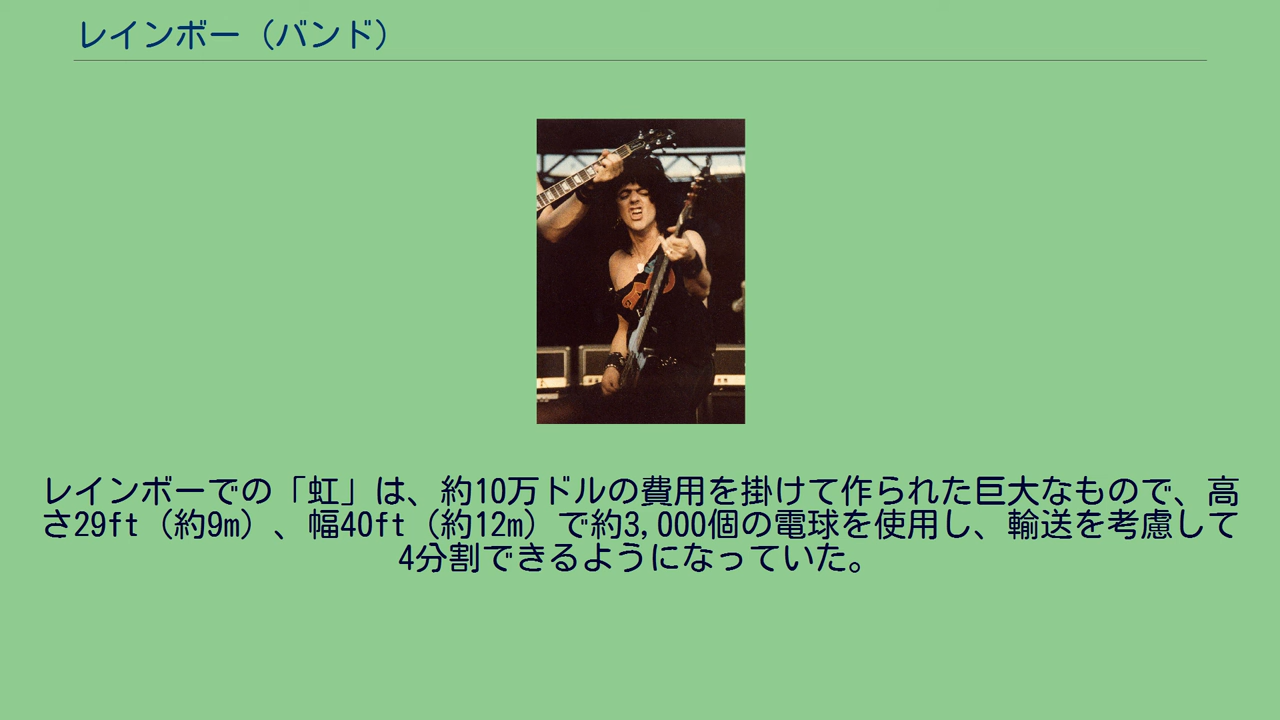 レインボー（バンド）
レインボーでの「虹」は、約10万ドルの費用を掛けて作られた巨大なもので、高
さ29ft（約9m）、幅40ft（約12m）で約3,000個の電球を使用し、輸送を考慮して
4分割できるようになっていた。